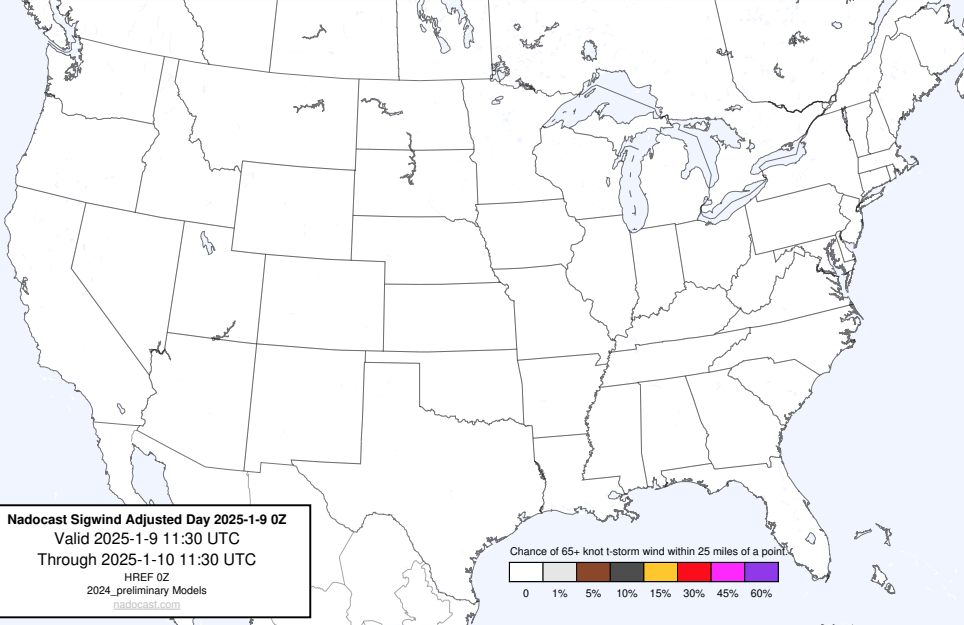 Nadocast Sigwind Adjusted Day 2025-1-9 0Z
Valid 2025-1-9 11:30 UTC
Through 2025-1-10 11:30 UTC
HREF 0Z
2024_preliminary Models
nadocast.com
Chance of 65+ knot t-storm wind within 25 miles of a point.
0 1% 5% 10% 15% 30% 45% 60%